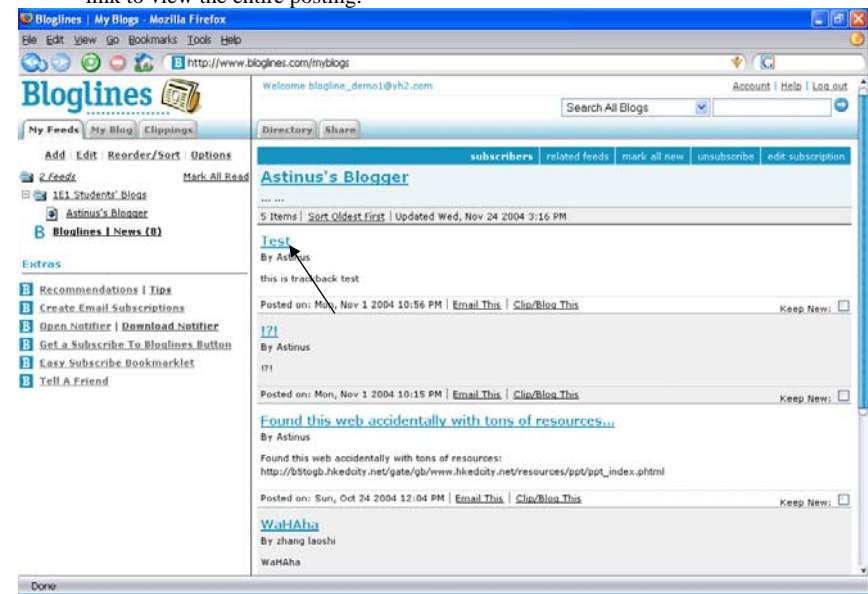 link to view the entire posting.
Bloglines | My Blogs - Mozilla Firefox
File Edit View Go Bookmarks Tools Help
http://www.bloglines.com/myblogs
Bloglines
Welcome blogline_demo1@yh2.com
Account | Help | Log out
Search All Blogs
My Feeds My Blog Clippings
Directory Share
Add | Edit | Reorder/Sort | Options
2 Feeds Mark All Read
1E1 Students' Blogs
Astinus's Blogger
Bloglines | News (8)
Extras
Recommendations | Tips
Create Email Subscriptions
Open Notifier | Download Notifier
Get a Subscribe To Bloglines Button
Easy Subscribe Bookmarklet
Tell A Friend
subscribers | related feeds | mark all new | unsubscribe | edit subscription
Astinus's Blogger
... ...
5 Items | Sort Oldest First | Updated Wed, Nov 24 2004 3:16 PM
Test
By Astinus
this is trackback test
Posted on: Mon, Nov 1 2004 10:56 PM | Email This | Clip/Blog This Keep New:
!?!
By Astinus
!?!
Posted on: Mon, Nov 1 2004 10:15 PM | Email This | Clip/Blog This Keep New:
Found this web accidentally with tons of resources...
By Astinus
Found this web accidentally with tons of resources:
http://b5togb.hkedcity.net/gate/gb/www.hkedcity.net/resources/ppt/ppt_index.phtml
Posted on: Sun, Oct 24 2004 12:04 PM | Email This | Clip/Blog This Keep New:
WaHAha
By zhang laoshi
WaHAha
Done